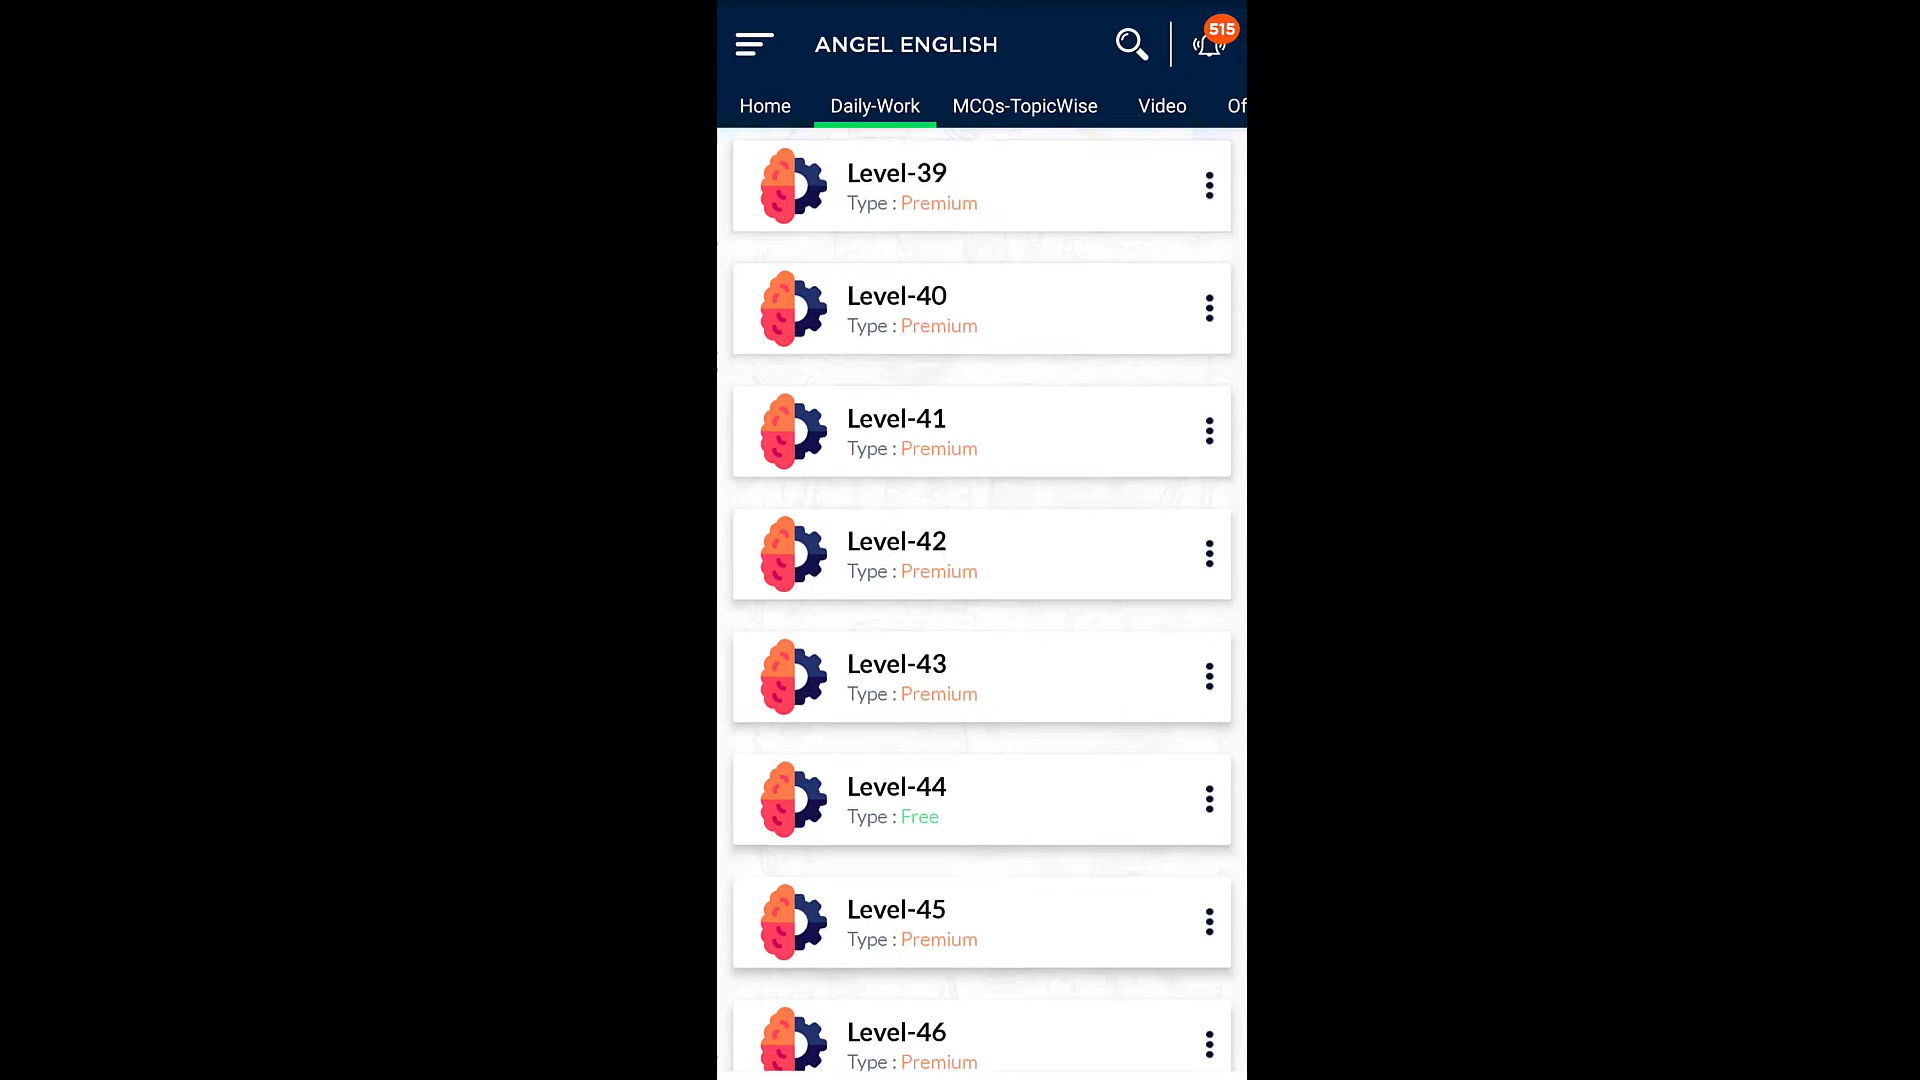 ANGEL ENGLISH
515
Home Daily-Work MCQs-TopicWise Video Of
Level-39
Type : Premium
Level-40
Type : Premium
Level-41
Type : Premium
Level-42
Type : Premium
Level-43
Type : Premium
Level-44
Type : Free
Level-45
Type : Premium
Level-46
Type : Premium